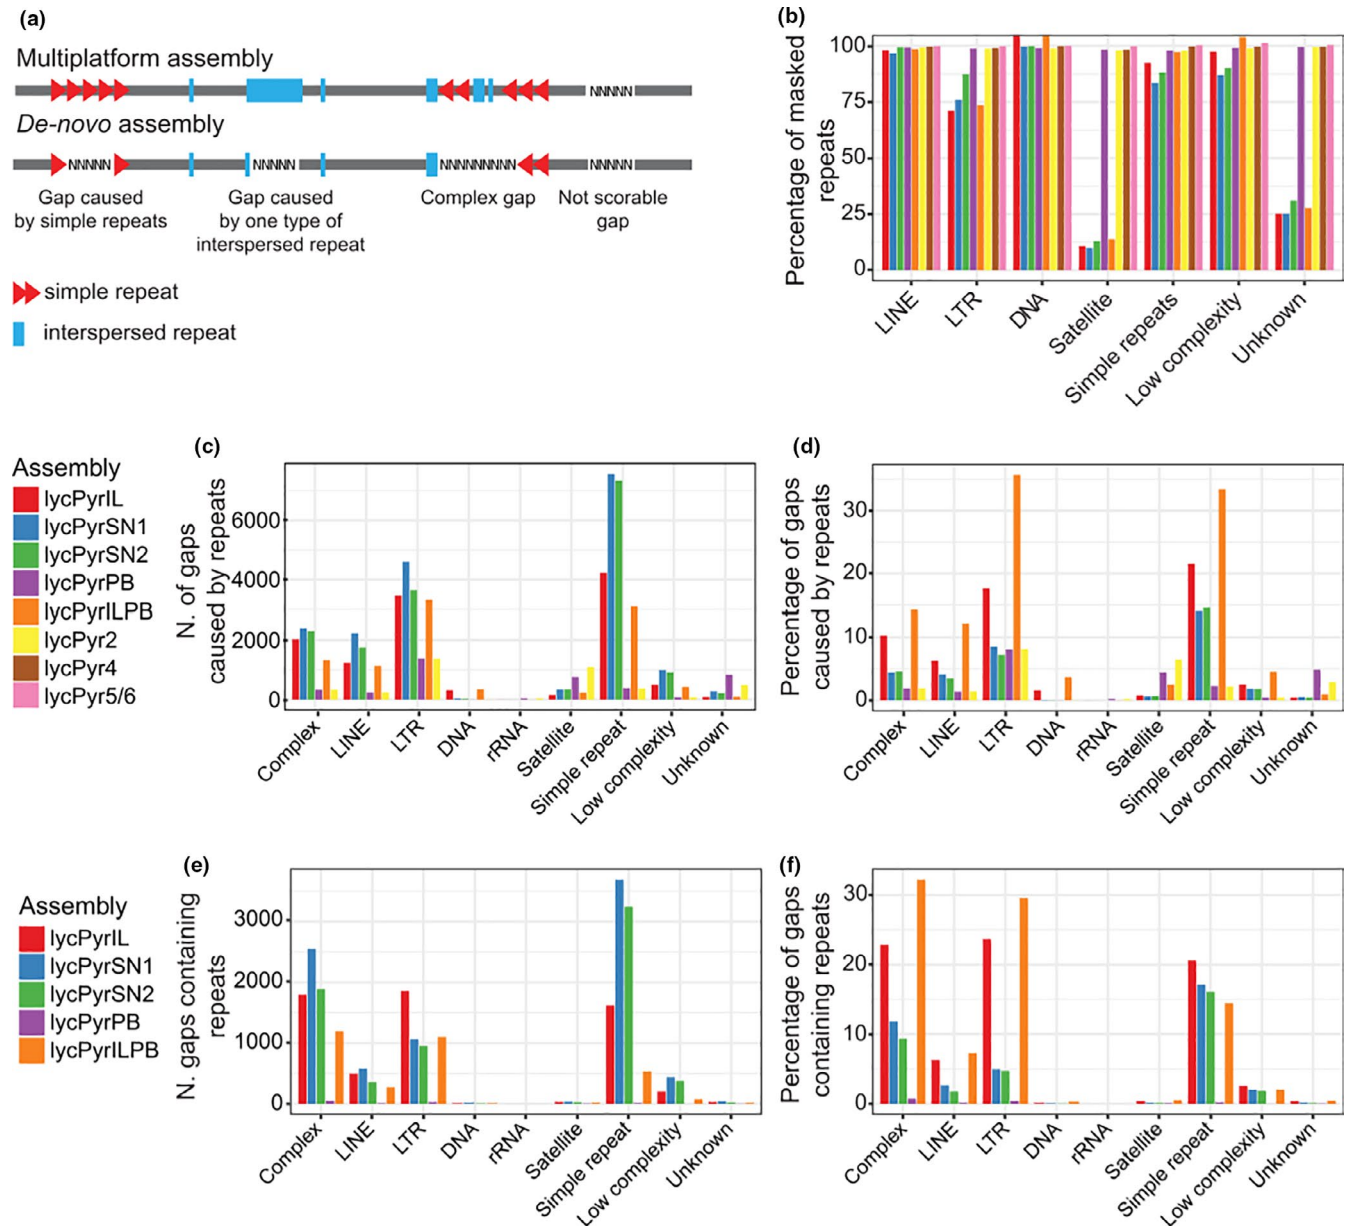 (a)
Multiplatform assembly
NNNNN
De-novo assembly
NNNNN
NNNNN
NNNNNNNNN
NNNNN
Gap caused
by simple repeats
Gap caused
by one type of
interspersed repeat
Complex gap
Not scorable
gap
simple repeat
interspersed repeat
(b)
Percentage of masked
repeats
100
75
50
25
0
LINE
LTR
DNA
Satellite
Simple repeats
Low complexity
Unknown
Assembly
lycPyrIL
lycPyrSN1
lycPyrSN2
lycPyrPB
lycPyrILPB
lycPyr2
lycPyr4
lycPyr5/6
(c)
N. of gaps
caused by repeats
6000
4000
2000
0
Complex
LINE
LTR
DNA
rRNA
Satellite
Simple repeat
Low complexity
Unknown
(d)
Percentage of gaps
caused by repeats
30
20
10
0
Complex
LINE
LTR
DNA
rRNA
Satellite
Simple repeat
Low complexity
Unknown
Assembly
lycPyrIL
lycPyrSN1
lycPyrSN2
lycPyrPB
lycPyrILPB
(e)
N. gaps containing
repeats
3000
2000
1000
0
Complex
LINE
LTR
DNA
rRNA
Satellite
Simple repeat
Low complexity
Unknown
(f)
Percentage of gaps
containing repeats
30
20
10
0
Complex
LINE
LTR
DNA
rRNA
Satellite
Simple repeat
Low complexity
Unknown